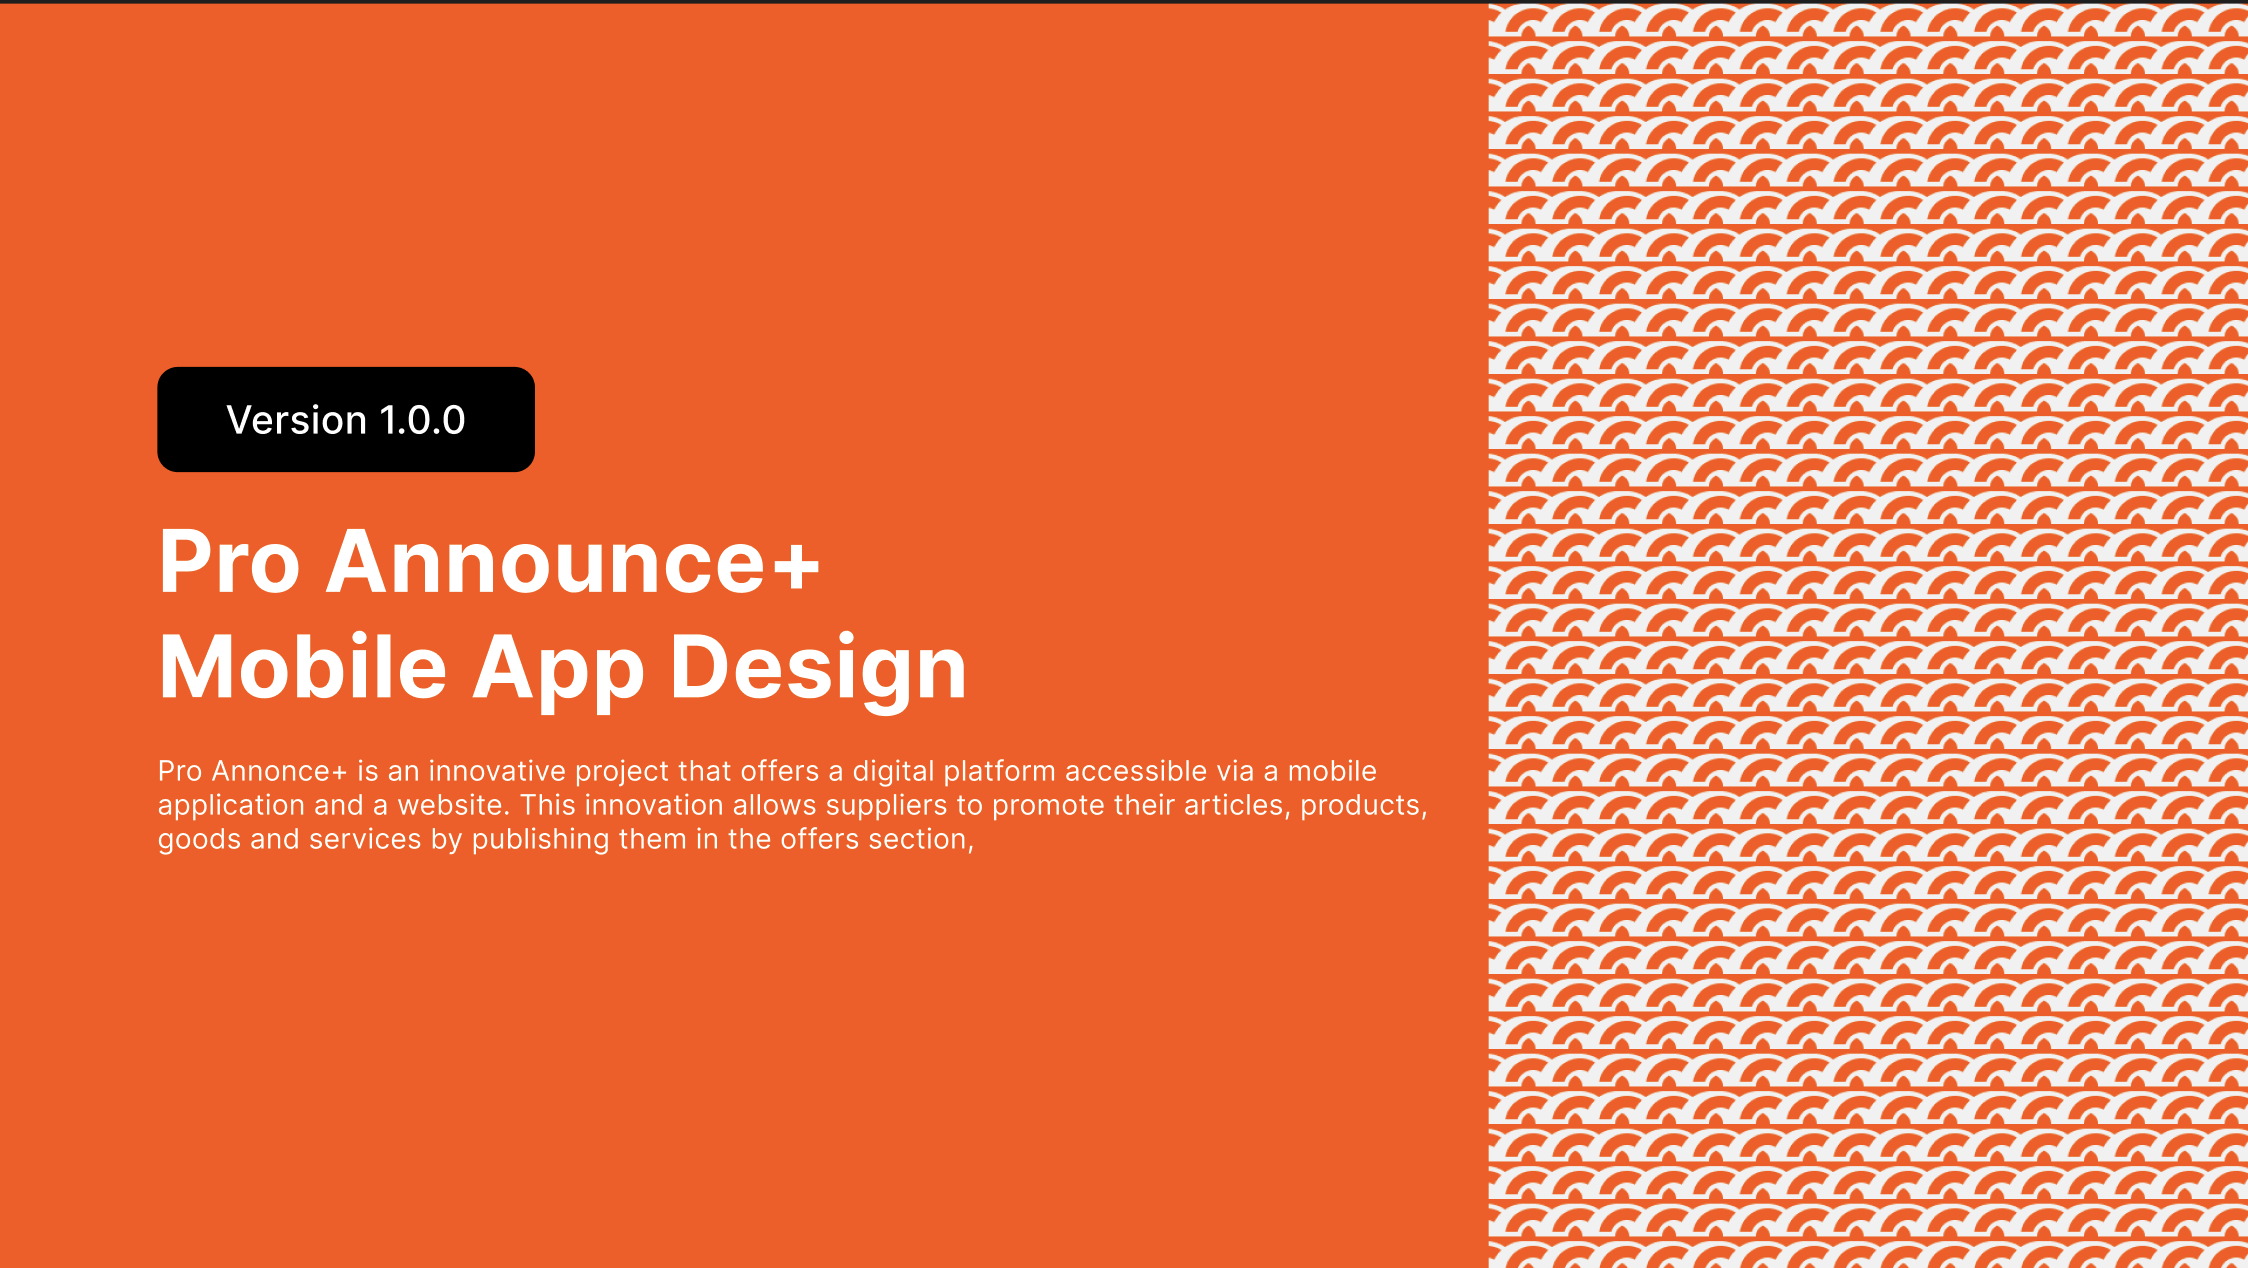 Version 1.0.0
Pro Announce+
Mobile App Design
Pro Annonce+ is an innovative project that offers a digital platform accessible via a mobile
application and a website. This innovation allows suppliers to promote their articles, products,
goods and services by publishing them in the offers section,